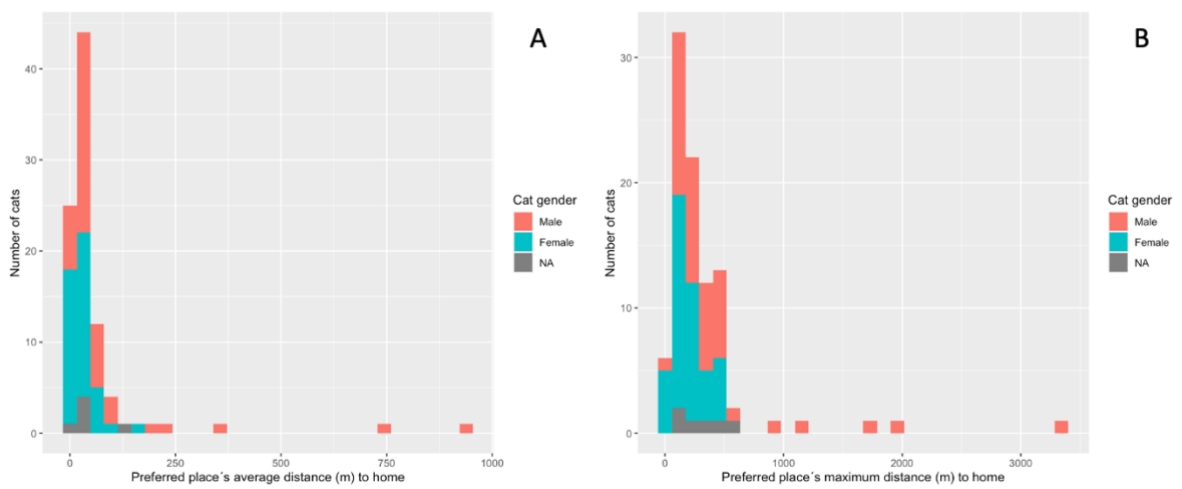 A
Number of cats
40
30
20
10
0
0 250 500 750 1000
Preferred place´s average distance (m) to home
Cat gender
Male
Female
NA
B
Number of cats
30
20
10
0
0 1000 2000 3000
Preferred place´s maximum distance (m) to home
Cat gender
Male
Female
NA